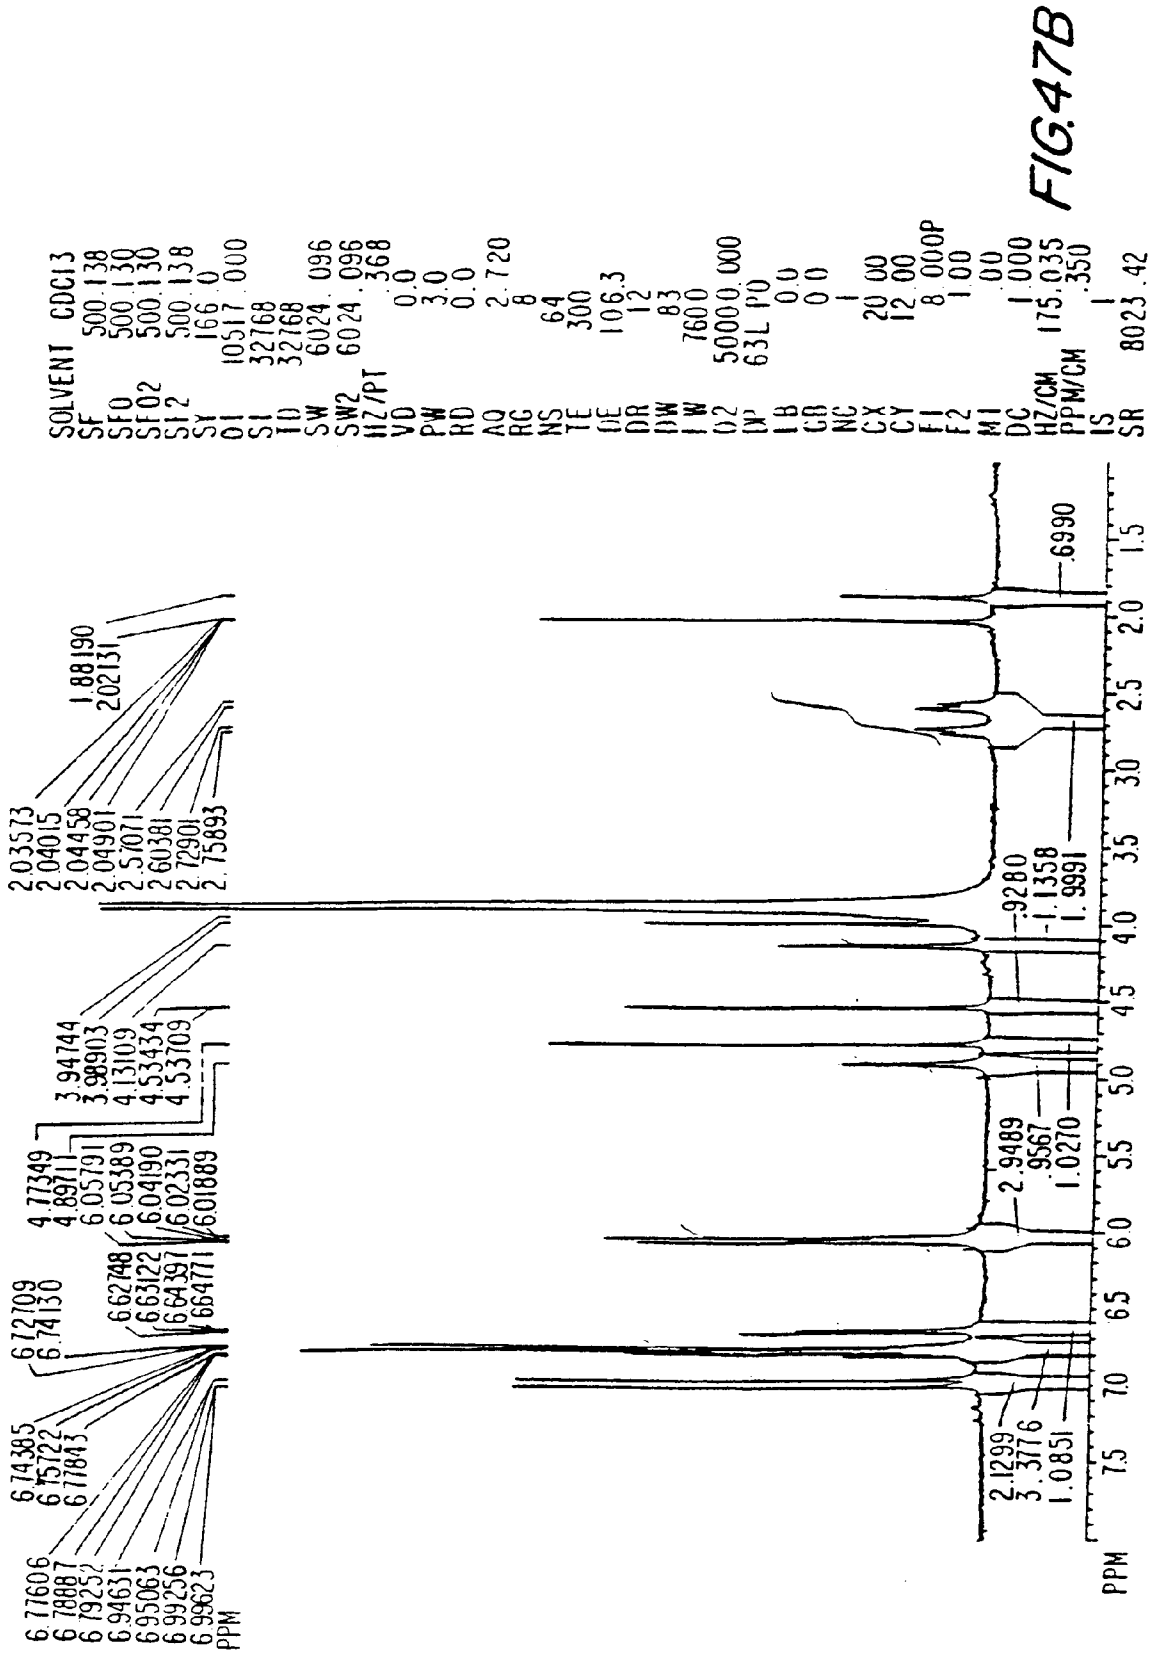 6.77606
6.78887
6.79252
6.94631
6.95063
6.99256
6.99623
PPM
6.74385
6.75722
6.77843
6.72709
6.74130
6.62748
6.63122
6.64397
6.64771
4.77349
4.89711
6.05791
6.05389
6.04190
6.02331
6.01889
3.94744
3.98903
4.13109
4.53434
4.53709
2.03573
2.04015
2.04458
2.04901
2.57071
2.60381
2.72901
2.75893
1.88190
2.02131
SOLVENT CDCl3
SF 500.138
SFO 500.130
SFO2 500.130
SF2 500.138
SY 166.0
O1 10517.000
SI 32768
TD 32768
SW 6024.096
SW2 6024.096
HZ/PT .368
VD 0.0
PW 3.0
RD 0.0
AQ 2.720
RG 8
NS 64
TE 300
DE 106.3
DR 12
DW 83
FW 7600
O2 50000.000
DP 63L P0
LB 0.0
GB 0.0
NC 1
CX 20.00
CY 12.00
F1 8.000P
F2 1.00
M1 .00
DC 1.000
HZ/CM 175.035
PPM/CM .350
IS 1
SR 8023.42
2.1299
3.3776
1.0851
2.9489
.9567
1.0270
.9280
-1.1358
1.9991
.6990
PPM 7.5 7.0 6.5 6.0 5.5 5.0 4.5 4.0 3.5 3.0 2.5 2.0 1.5
FIG.47B